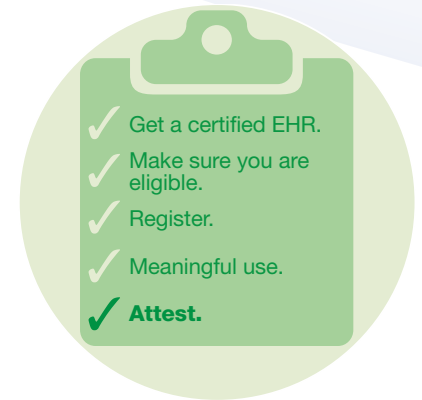 Get a certified EHR.
Make sure you are
eligible.
Register.
Meaningful use.
Attest.